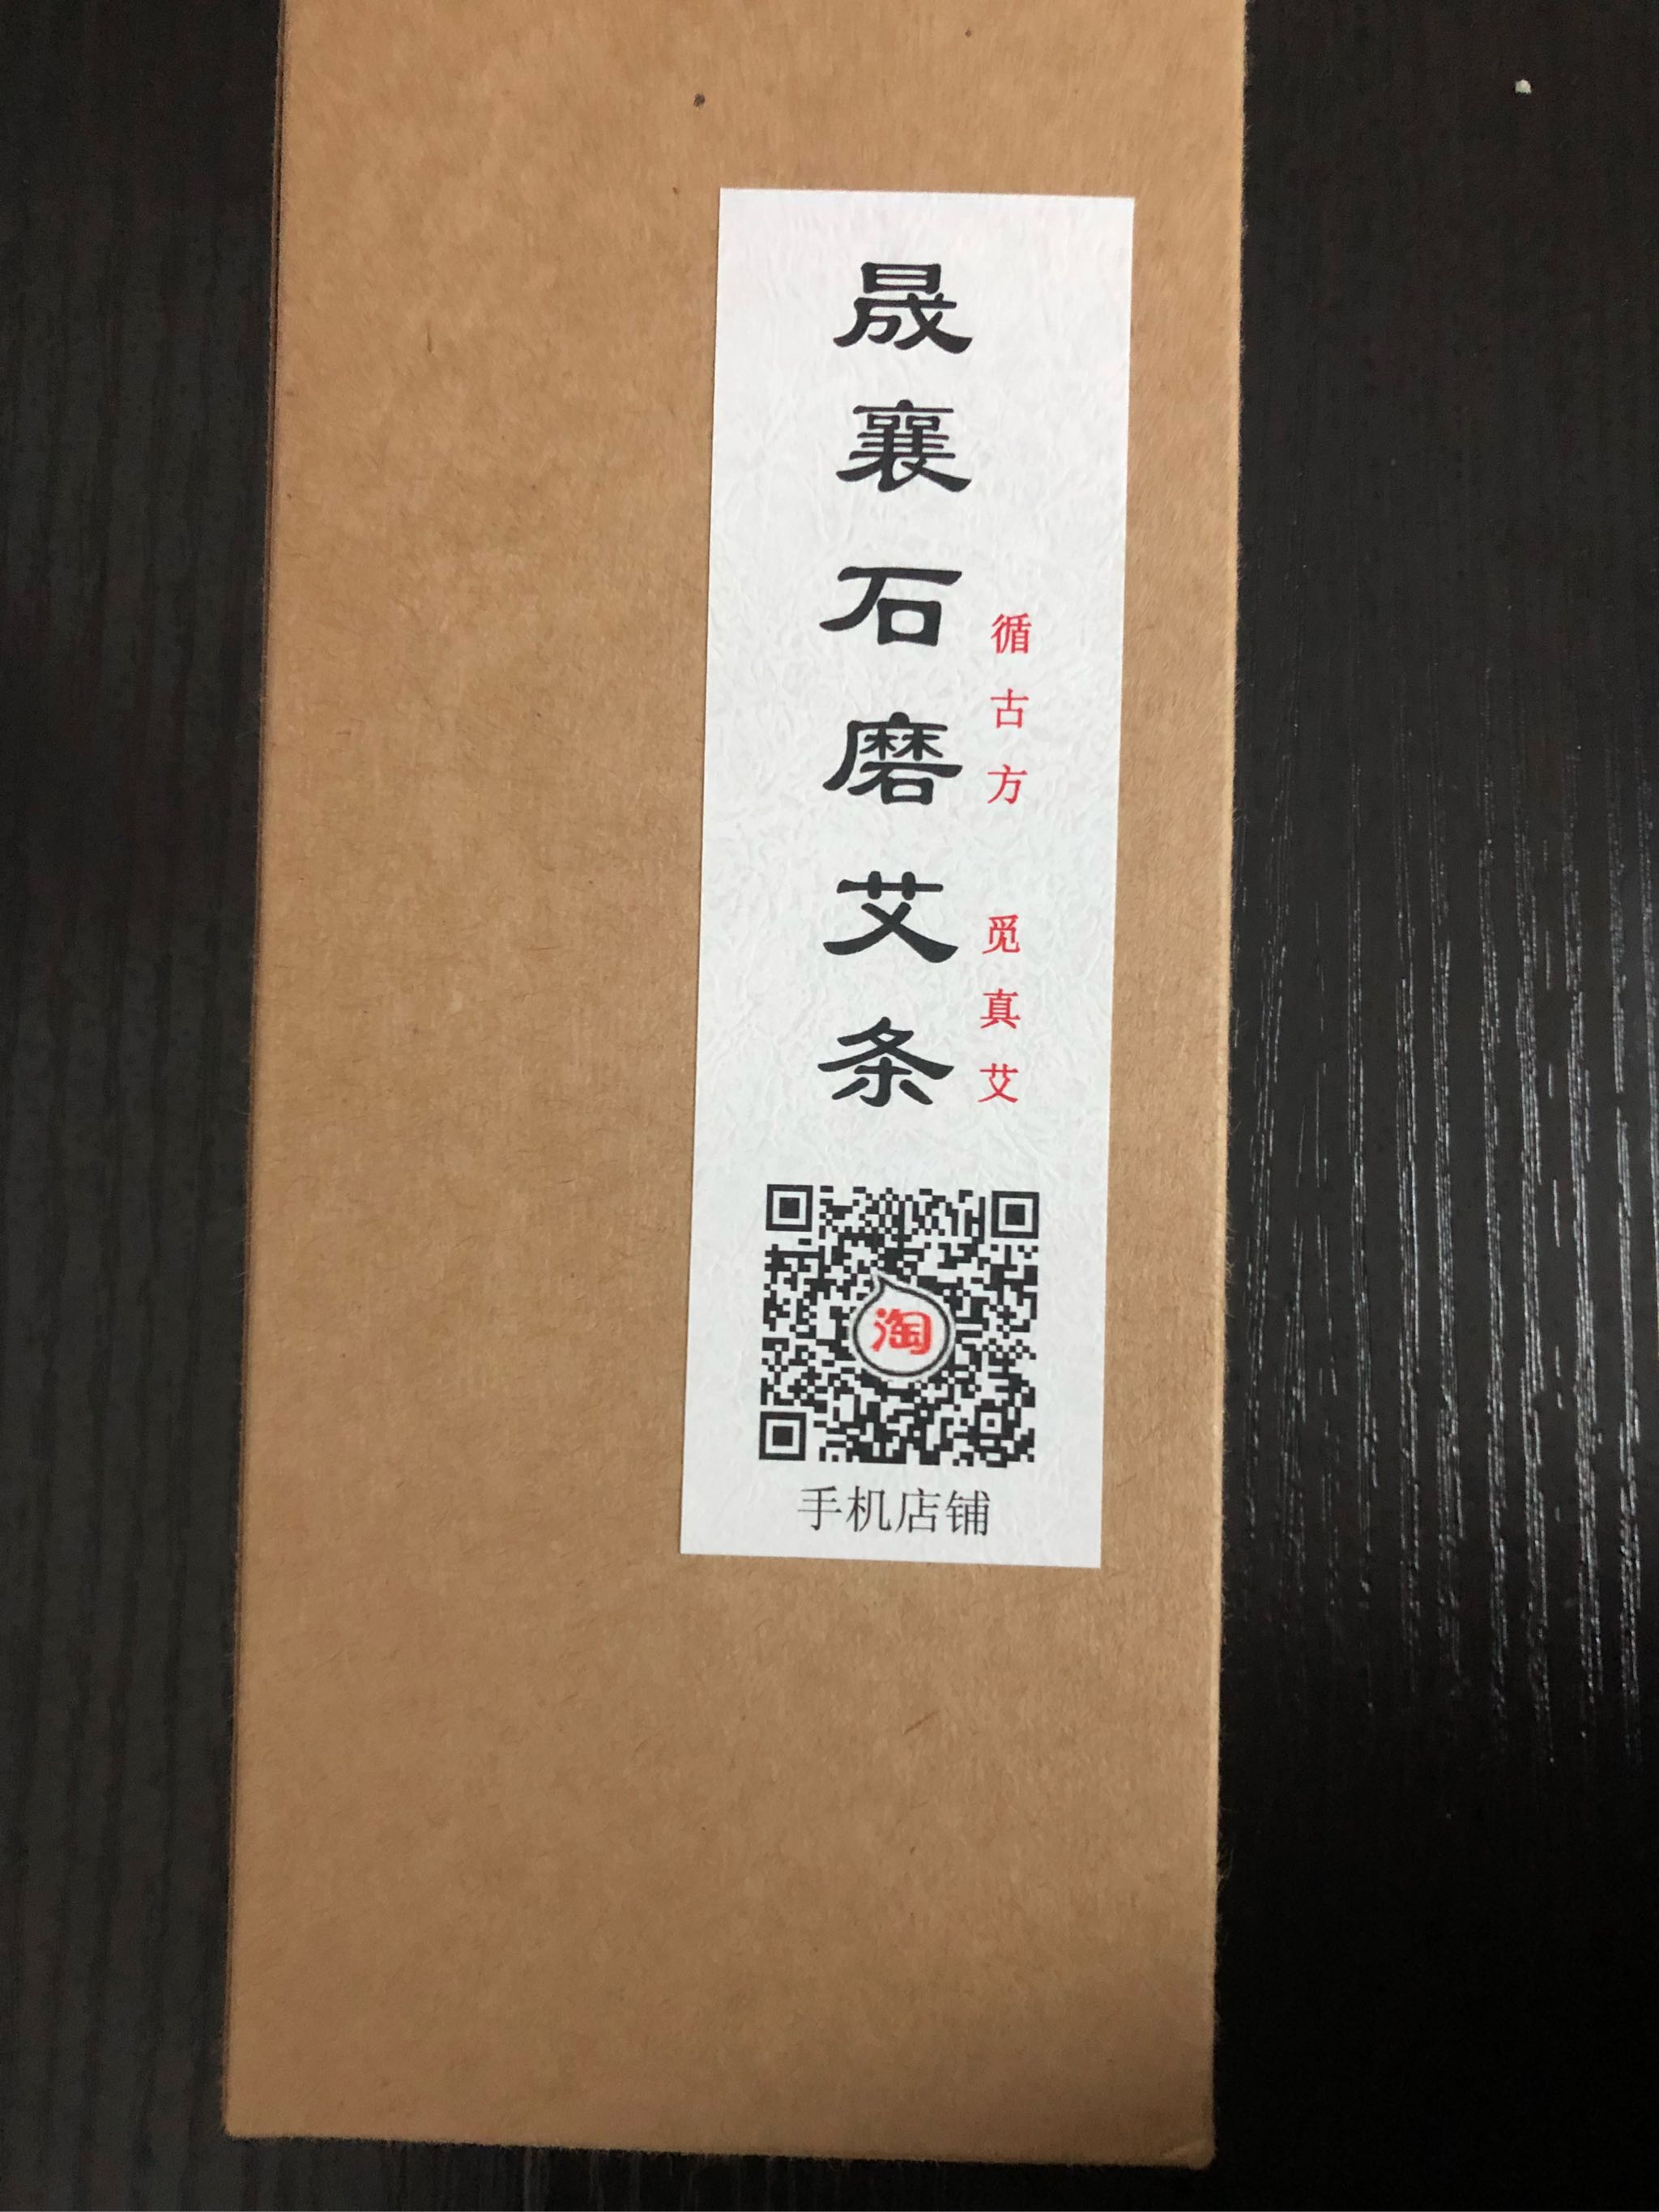 晟襄石磨艾条
循古方 觅真艾
淘
手机店铺